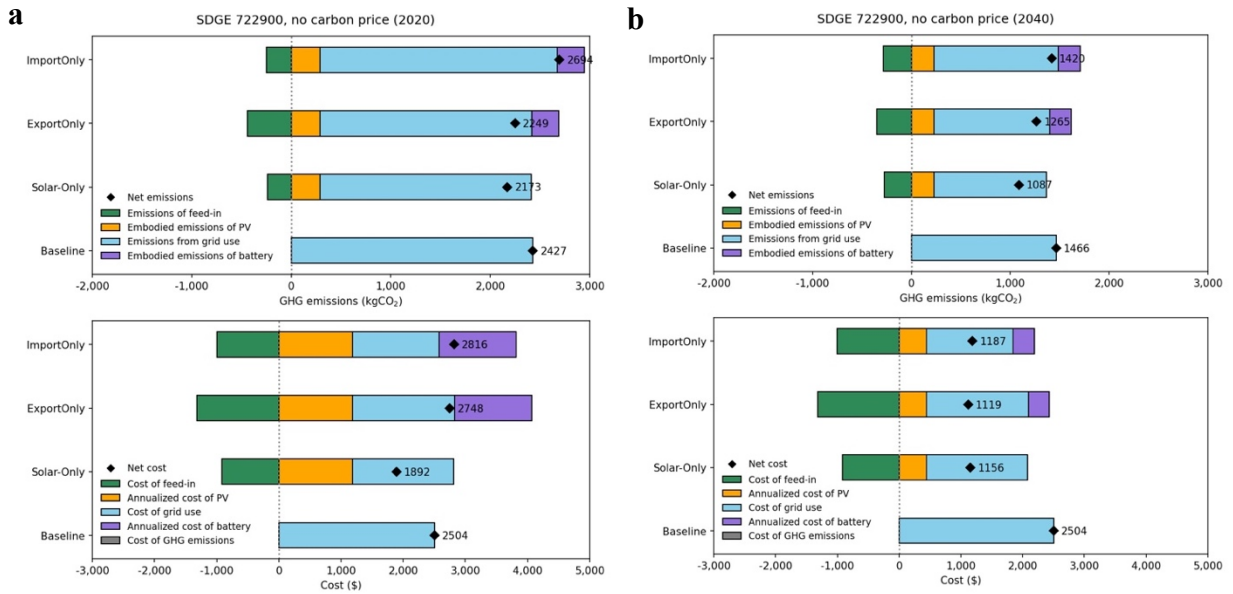 a
SDGE 722900, no carbon price (2020)
ImportOnly
2694
ExportOnly
2249
Solar-Only
2173
Net emissions
Emissions of feed-in
Embodied emissions of PV
Emissions from grid use
Embodied emissions of battery
Baseline
2427
-2,000 -1,000 0 1,000 2,000 3,000
GHG emissions (kgCO₂)
ImportOnly
2816
ExportOnly
2748
Solar-Only
1892
Net cost
Cost of feed-in
Annualized cost of PV
Cost of grid use
Annualized cost of battery
Cost of GHG emissions
Baseline
2504
-3,000 -2,000 -1,000 0 1,000 2,000 3,000 4,000 5,000
Cost ($)
b
SDGE 722900, no carbon price (2040)
ImportOnly
1420
ExportOnly
1265
Solar-Only
1087
Net emissions
Emissions of feed-in
Embodied emissions of PV
Emissions from grid use
Embodied emissions of battery
Baseline
1466
-2,000 -1,000 0 1,000 2,000 3,000
GHG emissions (kgCO₂)
ImportOnly
1187
ExportOnly
1119
Solar-Only
1156
Net cost
Cost of feed-in
Annualized cost of PV
Cost of grid use
Annualized cost of battery
Cost of GHG emissions
Baseline
2504
-3,000 -2,000 -1,000 0 1,000 2,000 3,000 4,000 5,000
Cost ($)